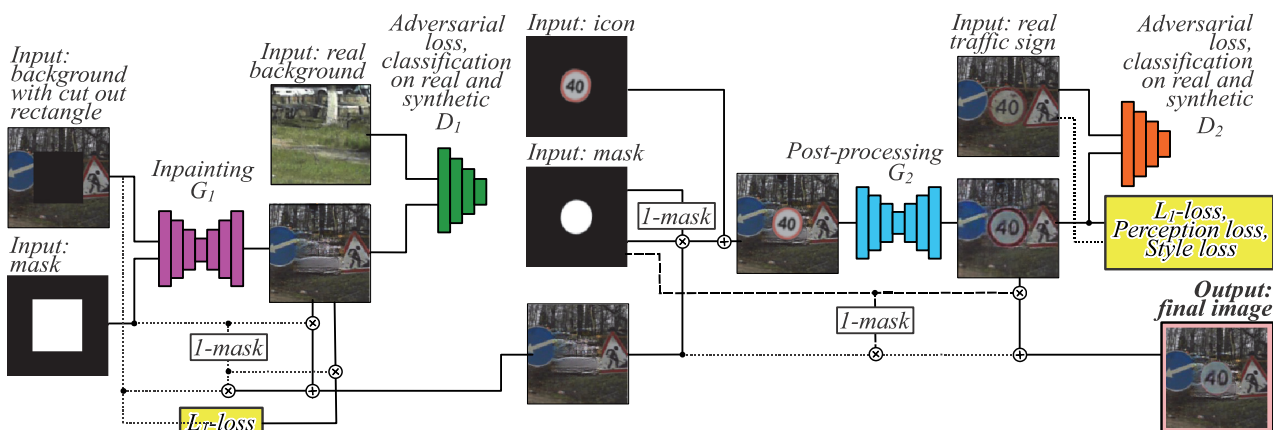 Input:
background
with cut out
rectangle
Input:
mask
Inpainting
G1
Input: real
background
Adversarial
loss,
classification
on real and
synthetic
D1
1-mask
L1-loss
Input: icon
40
Input: mask
1-mask
40
Post-processing
G2
40
1-mask
Input: real
traffic sign
40
Adversarial
loss,
classification
on real and
synthetic
D2
L1-loss,
Perception loss,
Style loss
Output:
final image
40